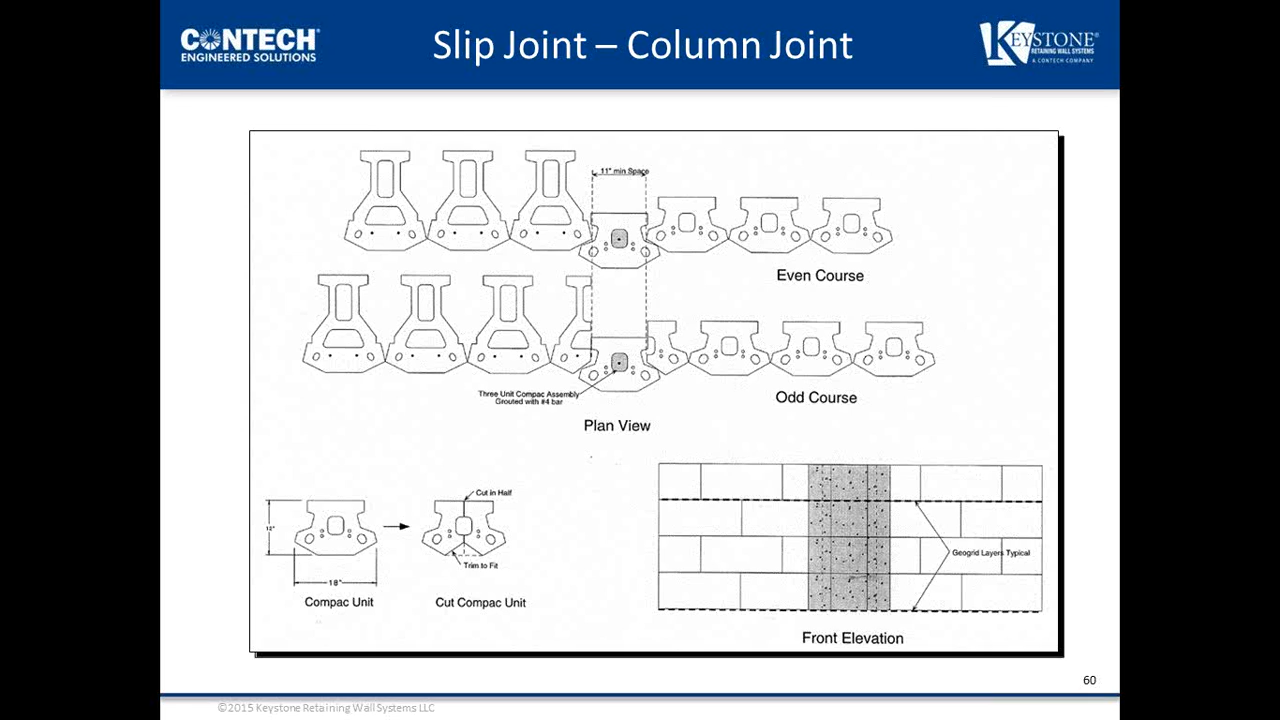 CONTECH®
ENGINEERED SOLUTIONS
Slip Joint – Column Joint
KEYSTONE®
RETAINING WALL SYSTEMS
A CONTECH COMPANY
11" min Space
Even Course
Three Unit Compac Assembly
Grouted with #4 bar
Odd Course
Plan View
Cut in Half
12"
Trim to Fit
18"
Compac Unit
Cut Compac Unit
Geogrid Layers Typical
Front Elevation
60
©2015 Keystone Retaining Wall Systems LLC